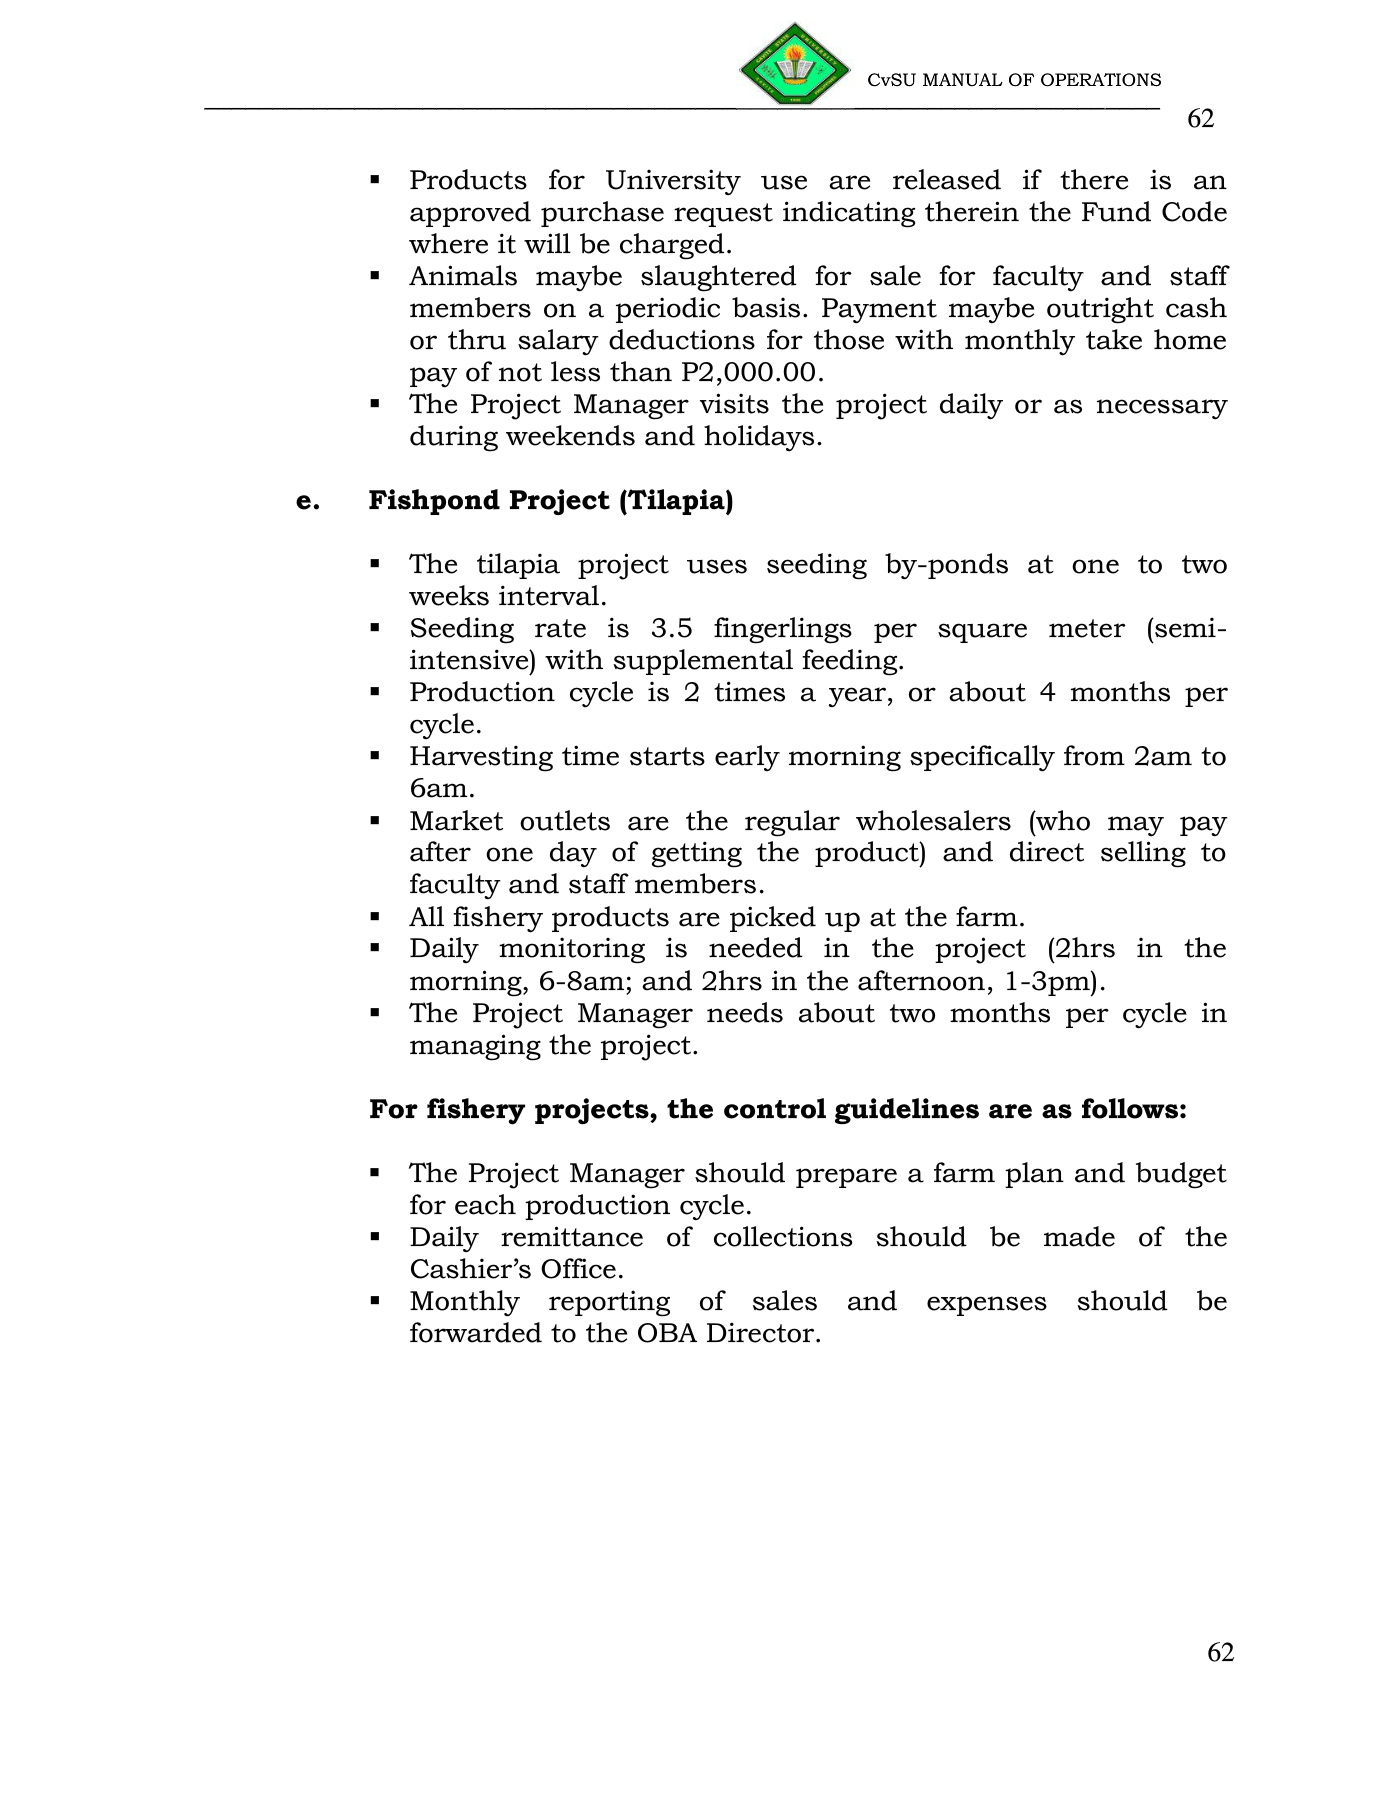 CvSU MANUAL OF OPERATIONS
62
▪ Products for University use are released if there is an
approved purchase request indicating therein the Fund Code
where it will be charged.
▪ Animals maybe slaughtered for sale for faculty and staff
members on a periodic basis. Payment maybe outright cash
or thru salary deductions for those with monthly take home
pay of not less than P2,000.00.
▪ The Project Manager visits the project daily or as necessary
during weekends and holidays.
e. Fishpond Project (Tilapia)
▪ The tilapia project uses seeding by-ponds at one to two
weeks interval.
▪ Seeding rate is 3.5 fingerlings per square meter (semi-
intensive) with supplemental feeding.
▪ Production cycle is 2 times a year, or about 4 months per
cycle.
▪ Harvesting time starts early morning specifically from 2am to
6am.
▪ Market outlets are the regular wholesalers (who may pay
after one day of getting the product) and direct selling to
faculty and staff members.
▪ All fishery products are picked up at the farm.
▪ Daily monitoring is needed in the project (2hrs in the
morning, 6-8am; and 2hrs in the afternoon, 1-3pm).
▪ The Project Manager needs about two months per cycle in
managing the project.
For fishery projects, the control guidelines are as follows:
▪ The Project Manager should prepare a farm plan and budget
for each production cycle.
▪ Daily remittance of collections should be made of the
Cashier’s Office.
▪ Monthly reporting of sales and expenses should be
forwarded to the OBA Director.
62